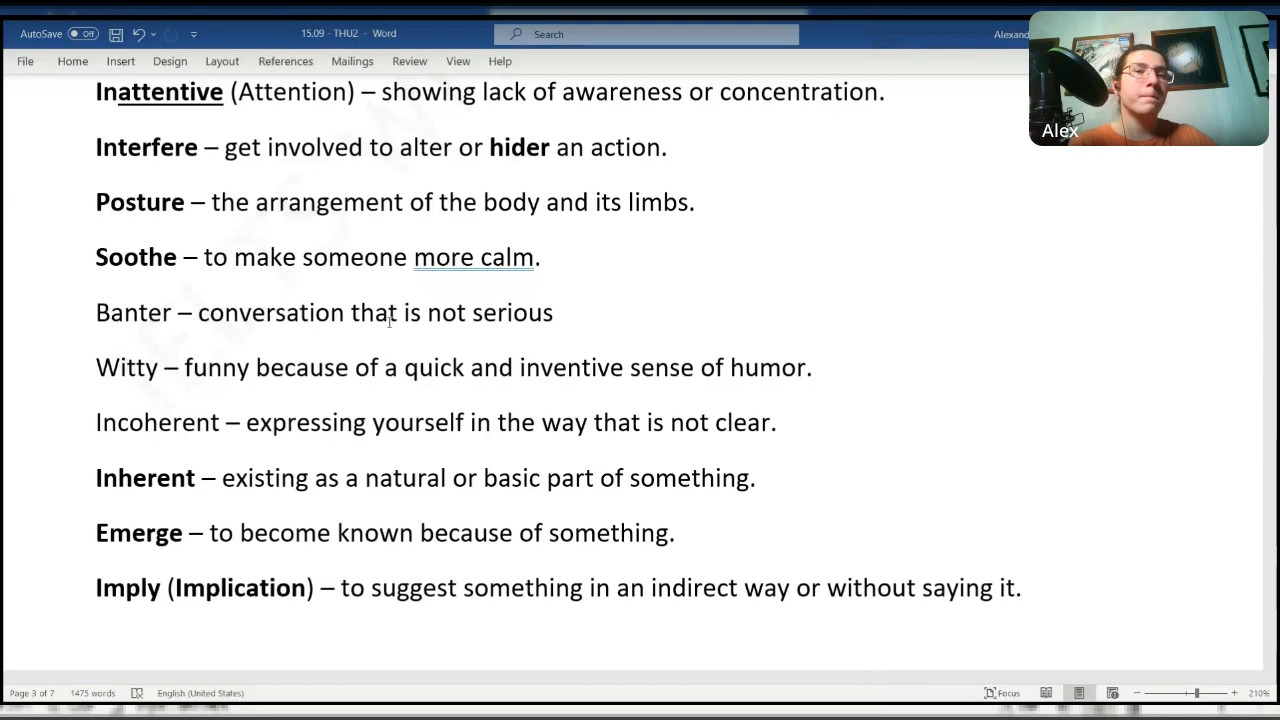 AutoSave Off 15.09 - THU2 - Word Search Alexand
File Home Insert Design Layout References Mailings Review View Help
Inattentive (Attention) – showing lack of awareness or concentration.
Alex
Interfere – get involved to alter or hider an action.
Posture – the arrangement of the body and its limbs.
Soothe – to make someone more calm.
Banter – conversation that is not serious
Witty – funny because of a quick and inventive sense of humor.
Incoherent – expressing yourself in the way that is not clear.
Inherent – existing as a natural or basic part of something.
Emerge – to become known because of something.
Imply (Implication) – to suggest something in an indirect way or without saying it.
Page 3 of 7 1475 words English (United States) Focus 210%